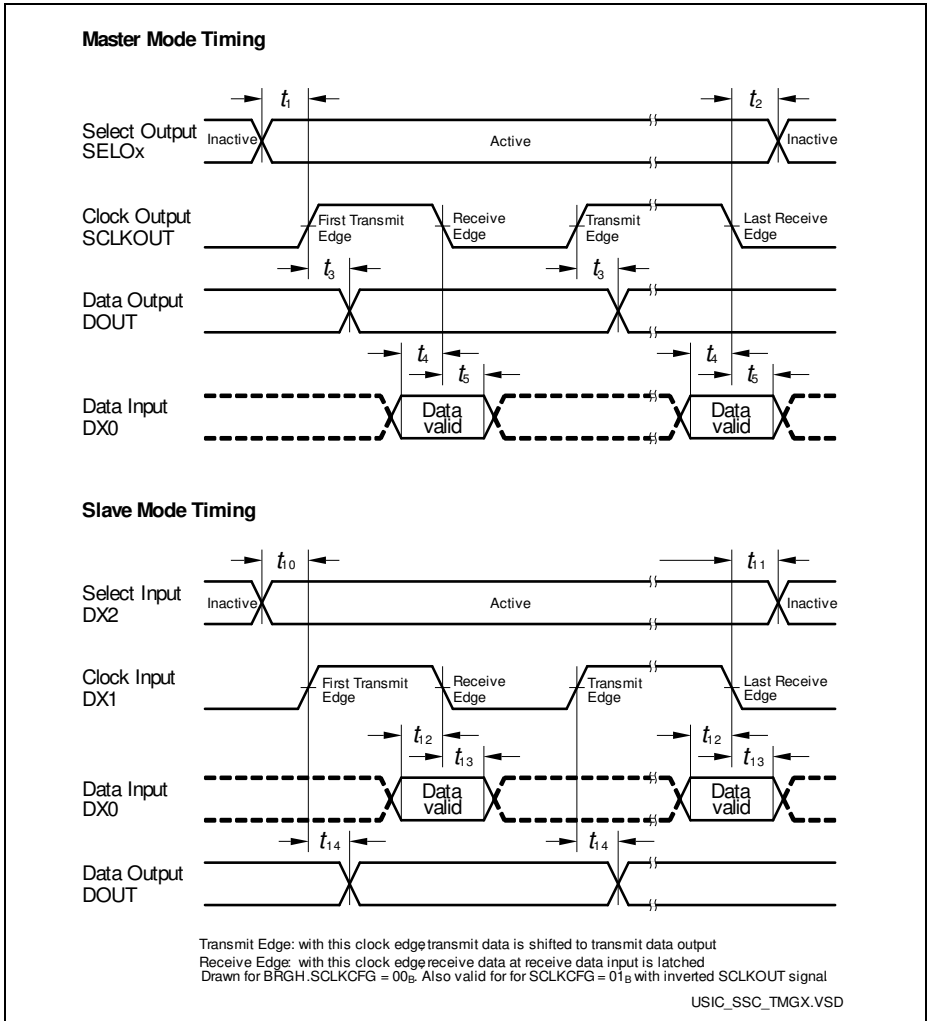 Master Mode Timing
t1
t2
Select Output
SELOx
Inactive
Active
Inactive
Clock Output
SCLKOUT
First Transmit
Edge
Receive
Edge
Transmit
Edge
Last Receive
Edge
t3
t3
Data Output
DOUT
t4
t5
t4
t5
Data Input
DX0
Data
valid
Data
valid
Slave Mode Timing
t10
t11
Select Input
DX2
Inactive
Active
Inactive
Clock Input
DX1
First Transmit
Edge
Receive
Edge
Transmit
Edge
Last Receive
Edge
t12
t13
t12
t13
Data Input
DX0
Data
valid
Data
valid
t14
t14
Data Output
DOUT
Transmit Edge: with this clock edge, transmit data is shifted to transmit data output
Receive Edge: with this clock edge, receive data at receive data input is latched
Drawn for BRGH.SCLKCFG = 00B. Also valid for for SCLKCFG = 01B with inverted SCLKOUT signal.
USIC_SSC_TMGX.VSD